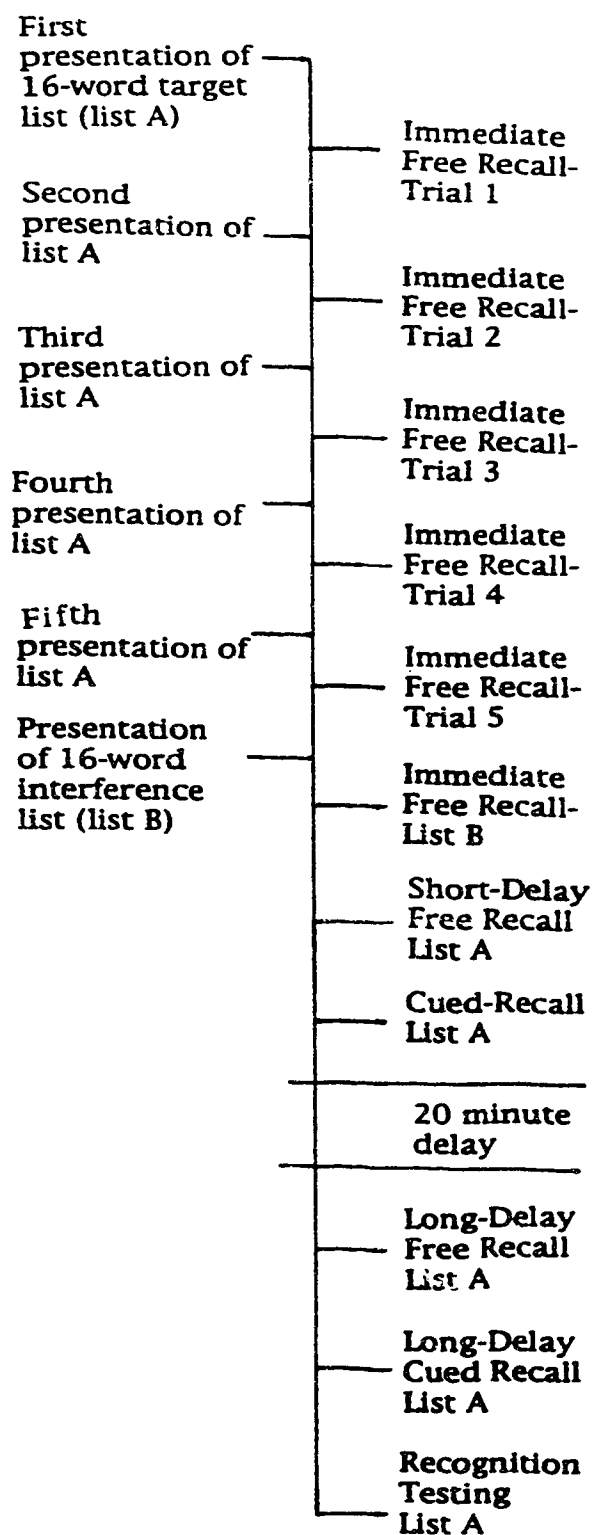 First
presentation of
16-word target
list (list A)
Immediate
Free Recall-
Trial 1
Second
presentation of
list A
Immediate
Free Recall-
Trial 2
Third
presentation of
list A
Immediate
Free Recall-
Trial 3
Fourth
presentation of
list A
Immediate
Free Recall-
Trial 4
Fifth
presentation of
list A
Immediate
Free Recall-
Trial 5
Presentation
of 16-word
interference
list (list B)
Immediate
Free Recall-
List B
Short-Delay
Free Recall
List A
Cued-Recall
List A
20 minute
delay
Long-Delay
Free Recall
List A
Long-Delay
Cued Recall
List A
Recognition
Testing
List A